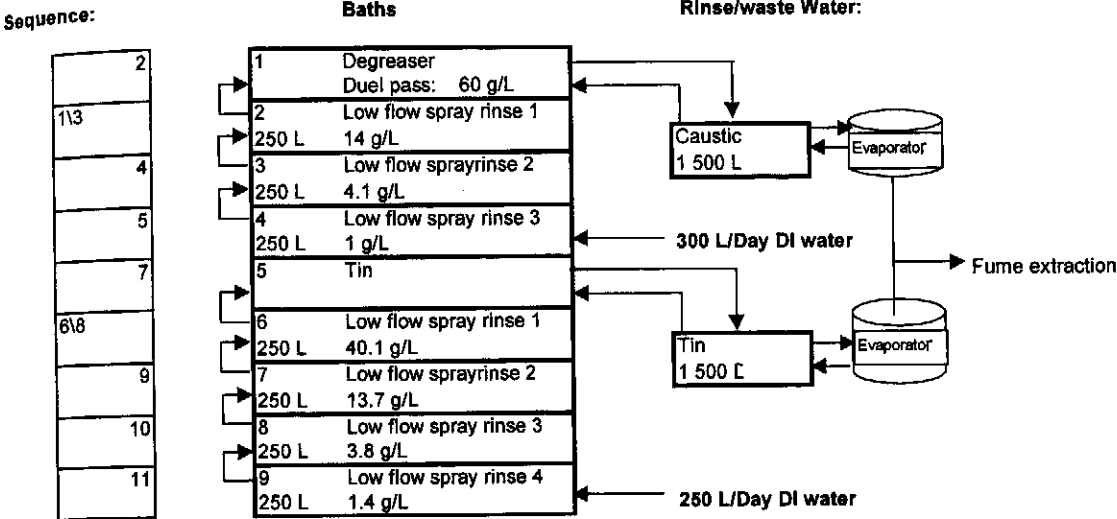 Sequence:
Baths
Rinse/waste Water:
2
1\3
4
5
7
6\8
9
10
11
1 Degreaser
Duel pass: 60 g/L
2 Low flow spray rinse 1
250 L 14 g/L
3 Low flow sprayrinse 2
250 L 4.1 g/L
4 Low flow spray rinse 3
250 L 1 g/L
5 Tin
6 Low flow spray rinse 1
250 L 40.1 g/L
7 Low flow sprayrinse 2
250 L 13.7 g/L
8 Low flow spray rinse 3
250 L 3.8 g/L
9 Low flow spray rinse 4
250 L 1.4 g/L
Caustic
1 500 L
Evaporator
300 L/Day DI water
Fume extraction
Tin
1 500 L
Evaporator
250 L/Day DI water